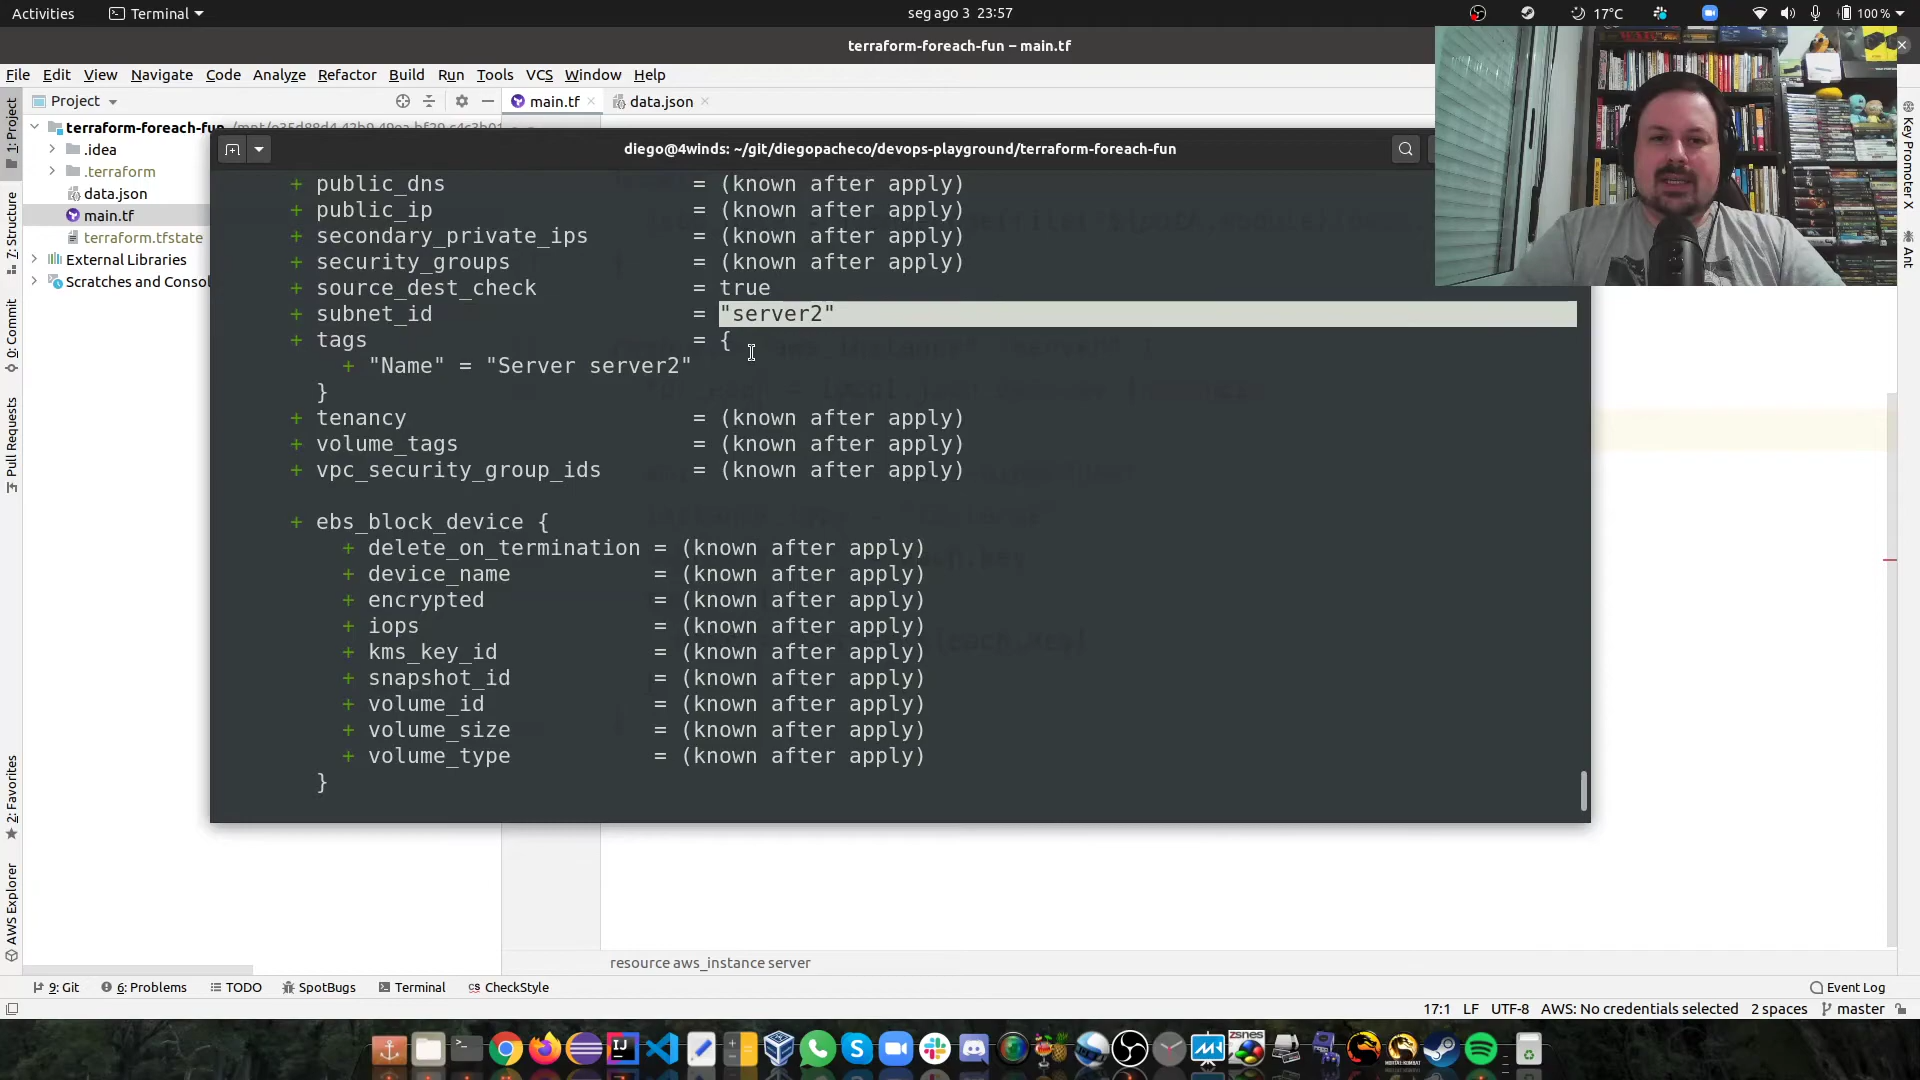 Activities
Terminal
seg ago 3 23:57
17°C
100 %
terraform-foreach-fun – main.tf
File Edit View Navigate Code Analyze Refactor Build Run Tools VCS Window Help
Project
main.tf
data.json
terraform-foreach-fun
.idea
.terraform
data.json
main.tf
terraform.tfstate
External Libraries
Scratches and Consol
1: Project
7: Structure
0: Commit
Pull Requests
2: Favorites
AWS Explorer
Key Promoter X
Ant
diego@4winds: ~/git/diegopacheco/devops-playground/terraform-foreach-fun
+ public_dns = (known after apply)
+ public_ip = (known after apply)
+ secondary_private_ips = (known after apply)
+ security_groups = (known after apply)
+ source_dest_check = true
+ subnet_id = "server2"
+ tags = {
+ "Name" = "Server server2"
}
+ tenancy = (known after apply)
+ volume_tags = (known after apply)
+ vpc_security_group_ids = (known after apply)
+ ebs_block_device {
+ delete_on_termination = (known after apply)
+ device_name = (known after apply)
+ encrypted = (known after apply)
+ iops = (known after apply)
+ kms_key_id = (known after apply)
+ snapshot_id = (known after apply)
+ volume_id = (known after apply)
+ volume_size = (known after apply)
+ volume_type = (known after apply)
}
resource aws_instance server
9: Git
6: Problems
TODO
SpotBugs
Terminal
CheckStyle
Event Log
17:1 LF UTF-8 AWS: No credentials selected 2 spaces master